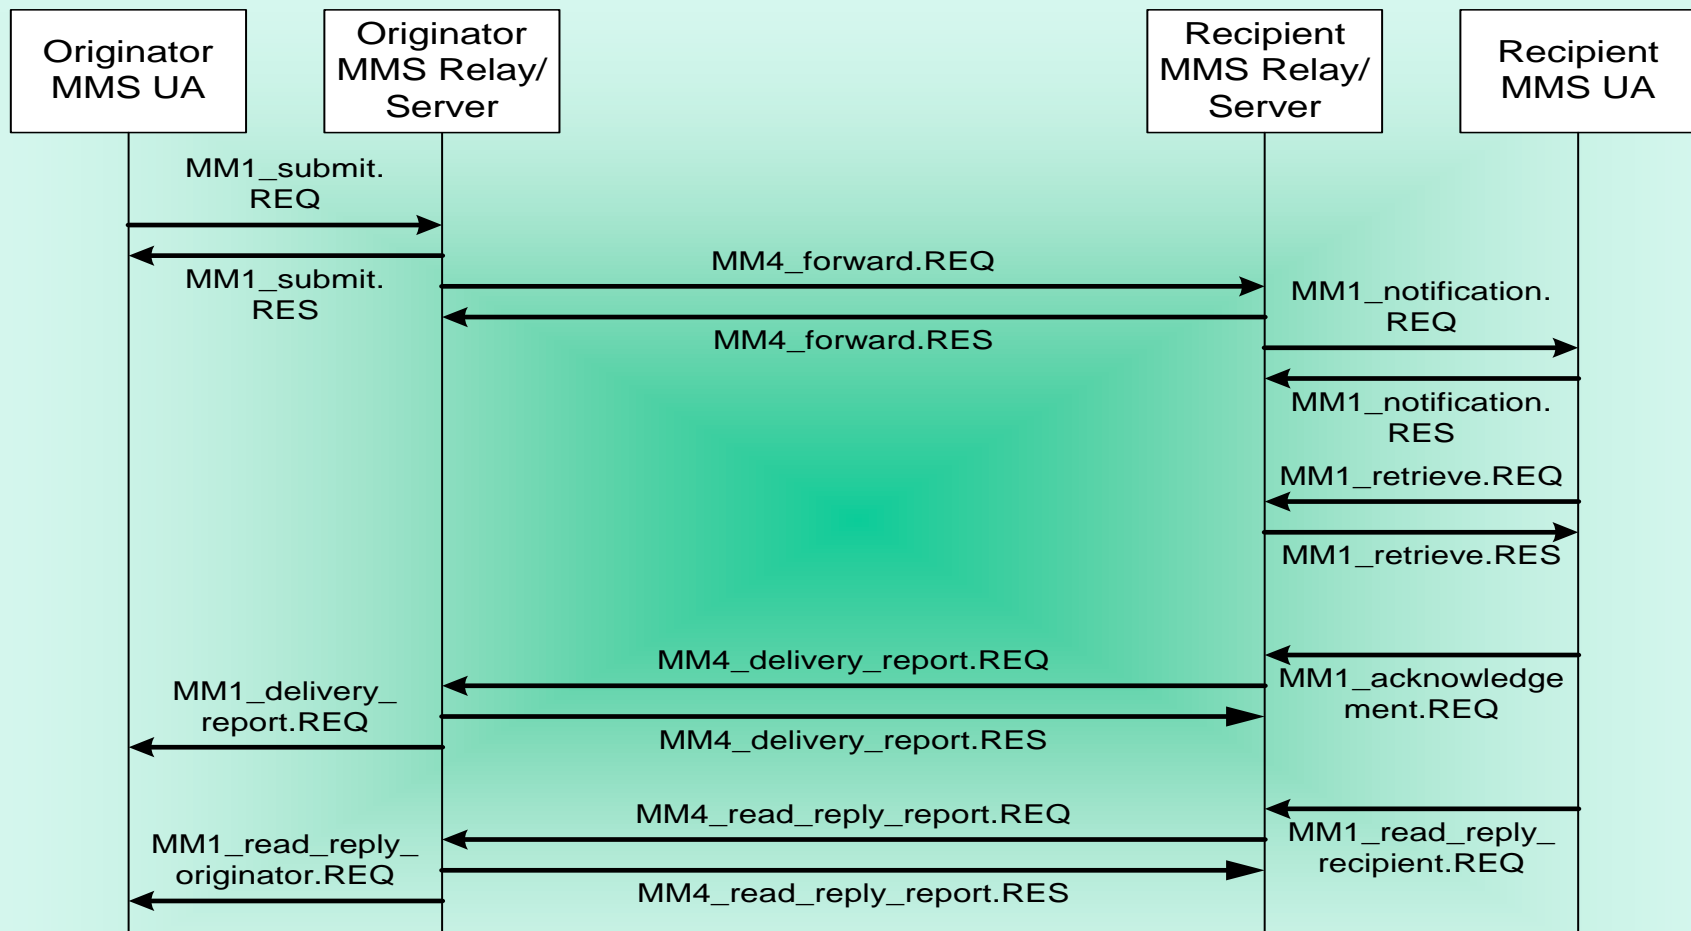 Originator
MMS UA
Originator
MMS Relay/
Server
Recipient
MMS Relay/
Server
Recipient
MMS UA
MM1_submit.
REQ
MM1_submit.
RES
MM4_forward.REQ
MM4_forward.RES
MM1_notification.
REQ
MM1_notification.
RES
MM1_retrieve.REQ
MM1_retrieve.RES
MM1_acknowledge
ment.REQ
MM4_delivery_report.REQ
MM4_delivery_report.RES
MM1_delivery_
report.REQ
MM1_read_reply_
recipient.REQ
MM4_read_reply_report.REQ
MM4_read_reply_report.RES
MM1_read_reply_
originator.REQ